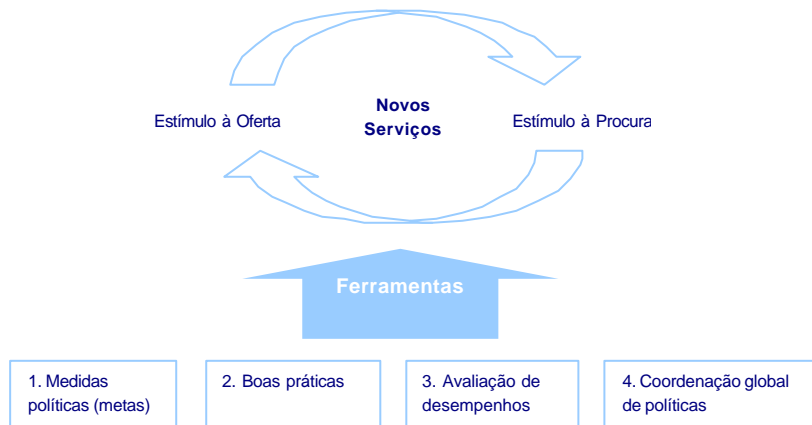 Novos
Serviços
Estímulo à Oferta
Estímulo à Procura
Ferramentas
1. Medidas
políticas (metas)
2. Boas práticas
3. Avaliação de
desempenhos
4. Coordenação global
de políticas